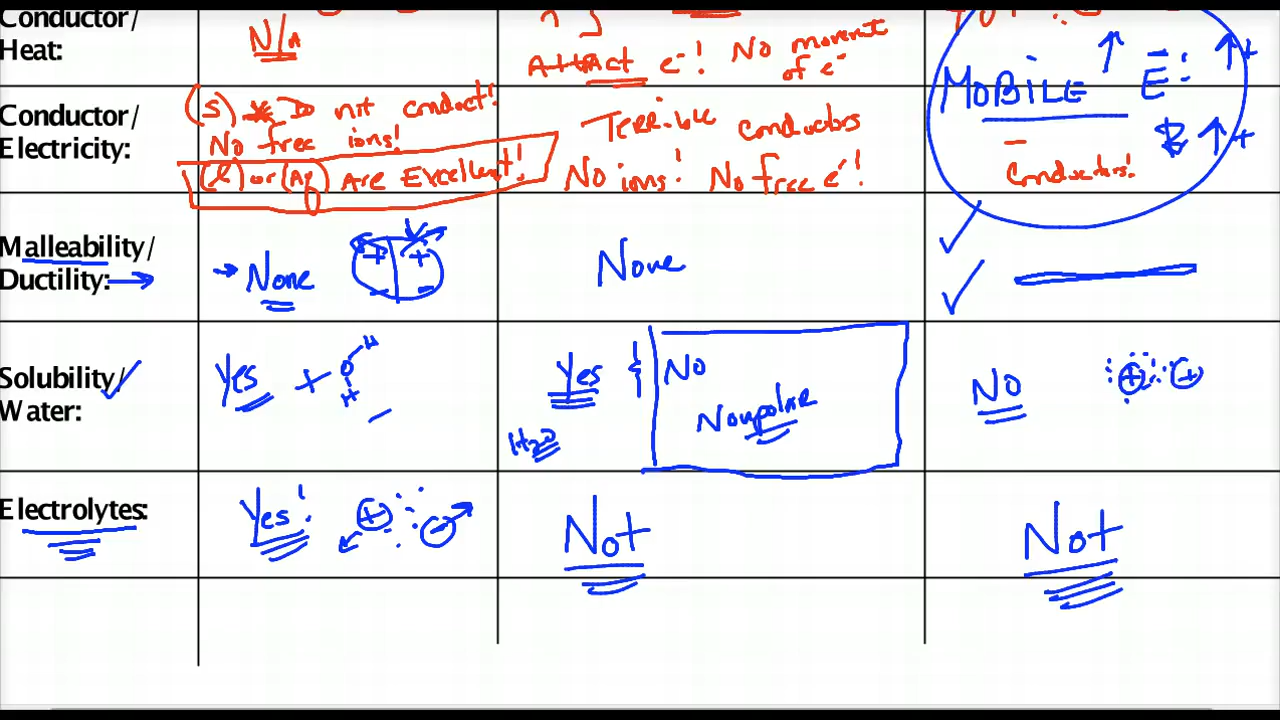 Conductor/
Heat:
N/A
Attract e⁻! No movement
of e⁻
MOBILE ↑ E⁻: ↑+
Conductor/
Electricity:
(s) Do not conduct!
No free ions!
(l) or (Aq) Are Excellent!
Terrible conductors
No ions! No free e⁻!
↑+
Conductors!
Malleability/
Ductility:
→ None
+ +
- -
None
Solubility/
Water:
Yes + O
H
H
Yes
H2O
No
Nonpolar
No
+ +
Electrolytes:
Yes!
+ -
Not
Not